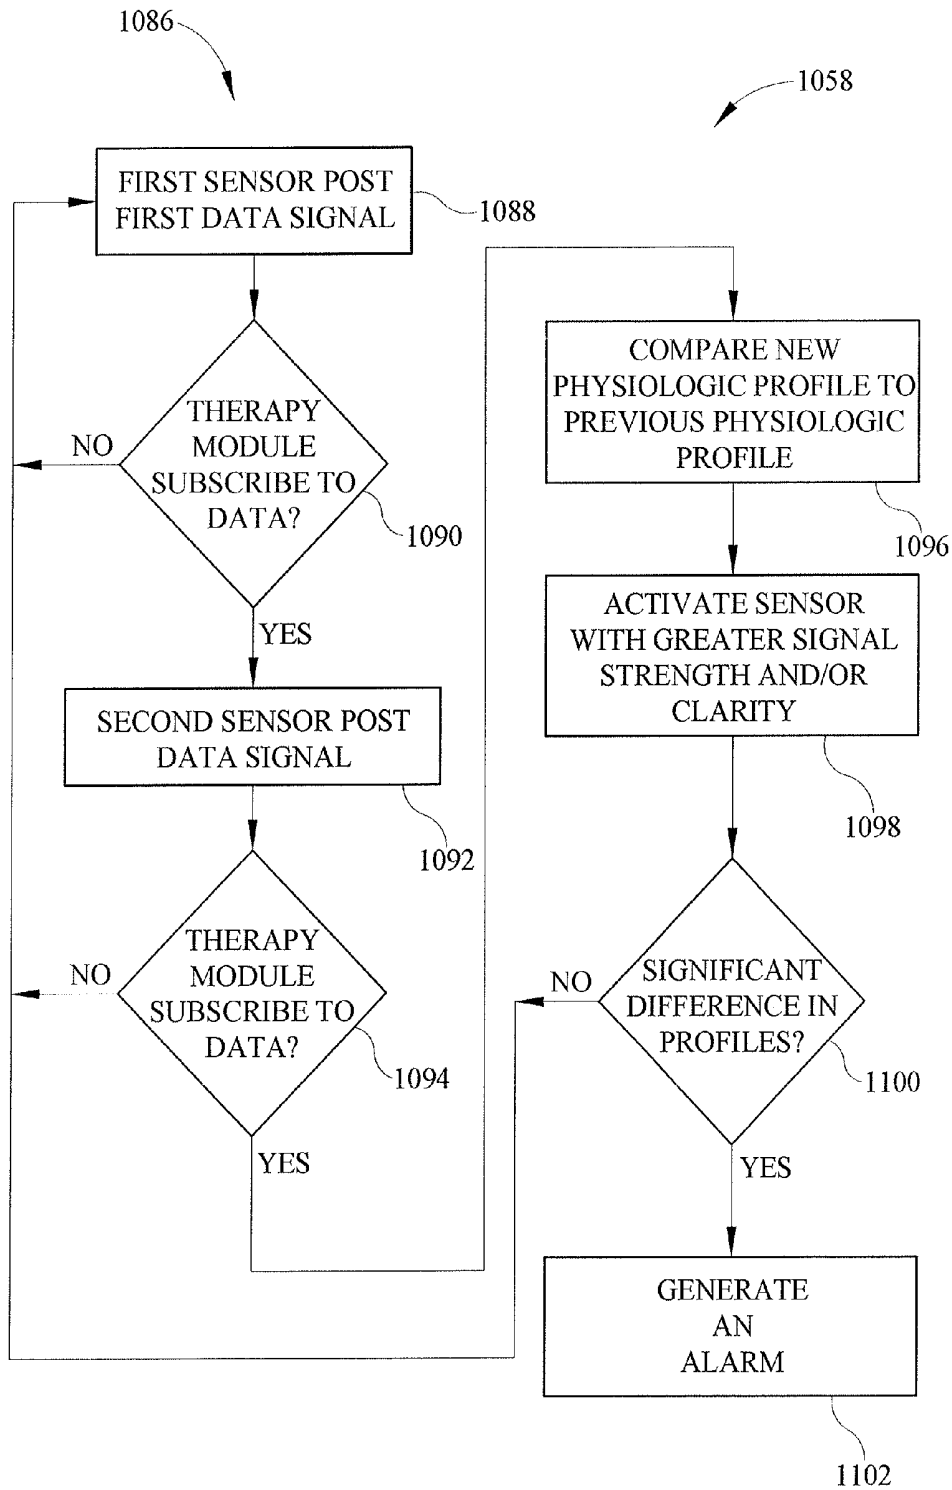 1086
1058
FIRST SENSOR POST
FIRST DATA SIGNAL
1088
THERAPY
MODULE
SUBSCRIBE TO
DATA?
NO
1090
YES
SECOND SENSOR POST
DATA SIGNAL
1092
THERAPY
MODULE
SUBSCRIBE TO
DATA?
NO
1094
YES
COMPARE NEW
PHYSIOLOGIC PROFILE TO
PREVIOUS PHYSIOLOGIC
PROFILE
1096
ACTIVATE SENSOR
WITH GREATER SIGNAL
STRENGTH AND/OR
CLARITY
1098
SIGNIFICANT
DIFFERENCE IN
PROFILES?
NO
1100
YES
GENERATE
AN
ALARM
1102